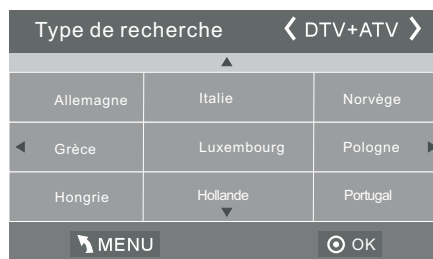 Type de recherche ❮ DTV+ATV ❯
Allemagne Italie Norvège
Grèce Luxembourg Pologne
Hongrie Hollande Portugal
MENU OK